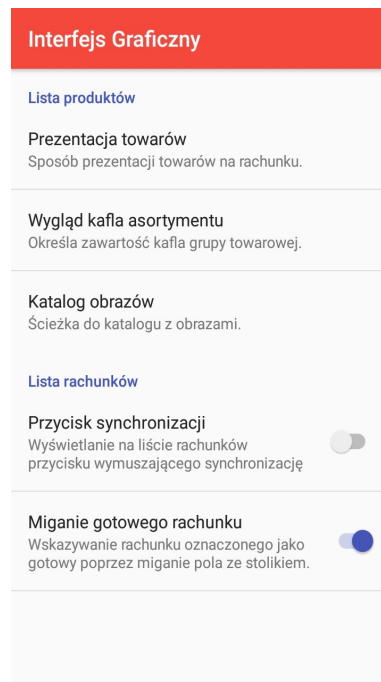 Interfejs Graficzny
Lista produktów
Prezentacja towarów
Sposób prezentacji towarów na rachunku.
Wygląd kafla asortymentu
Określa zawartość kafla grupy towarowej.
Katalog obrazów
Ścieżka do katalogu z obrazami.
Lista rachunków
Przycisk synchronizacji
Wyświetlanie na liście rachunków
przycisku wymuszającego synchronizację
Miganie gotowego rachunku
Wskazywanie rachunku oznaczonego jako
gotowy poprzez miganie pola ze stolikiem.